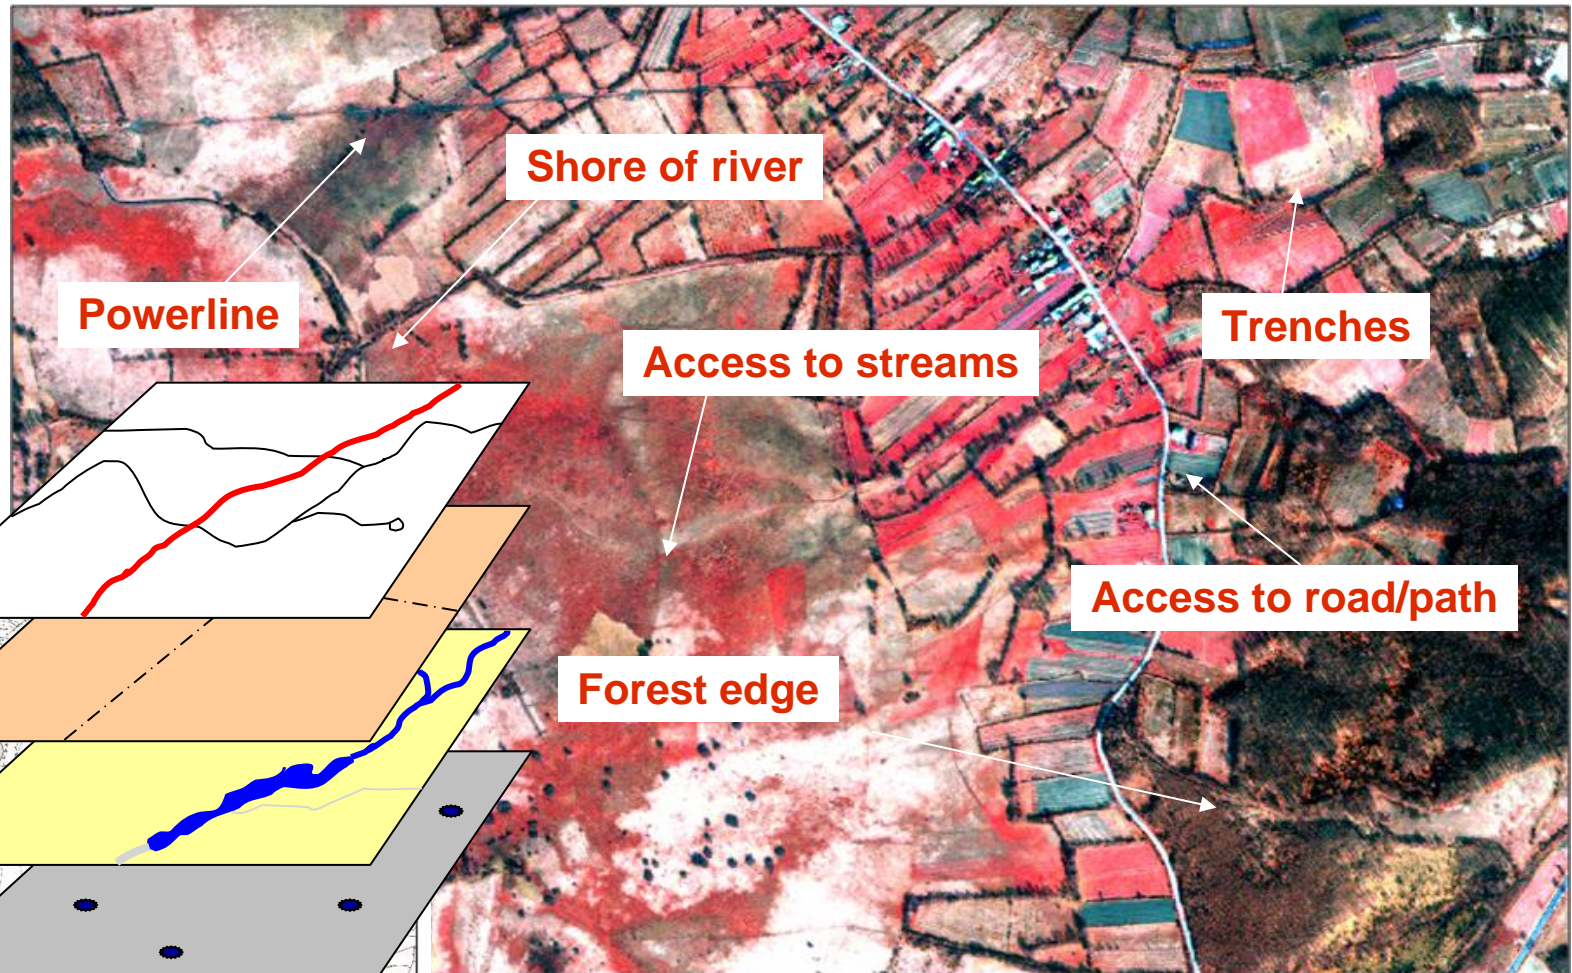 Shore of river
Powerline
Trenches
Access to streams
Access to road/path
Forest edge